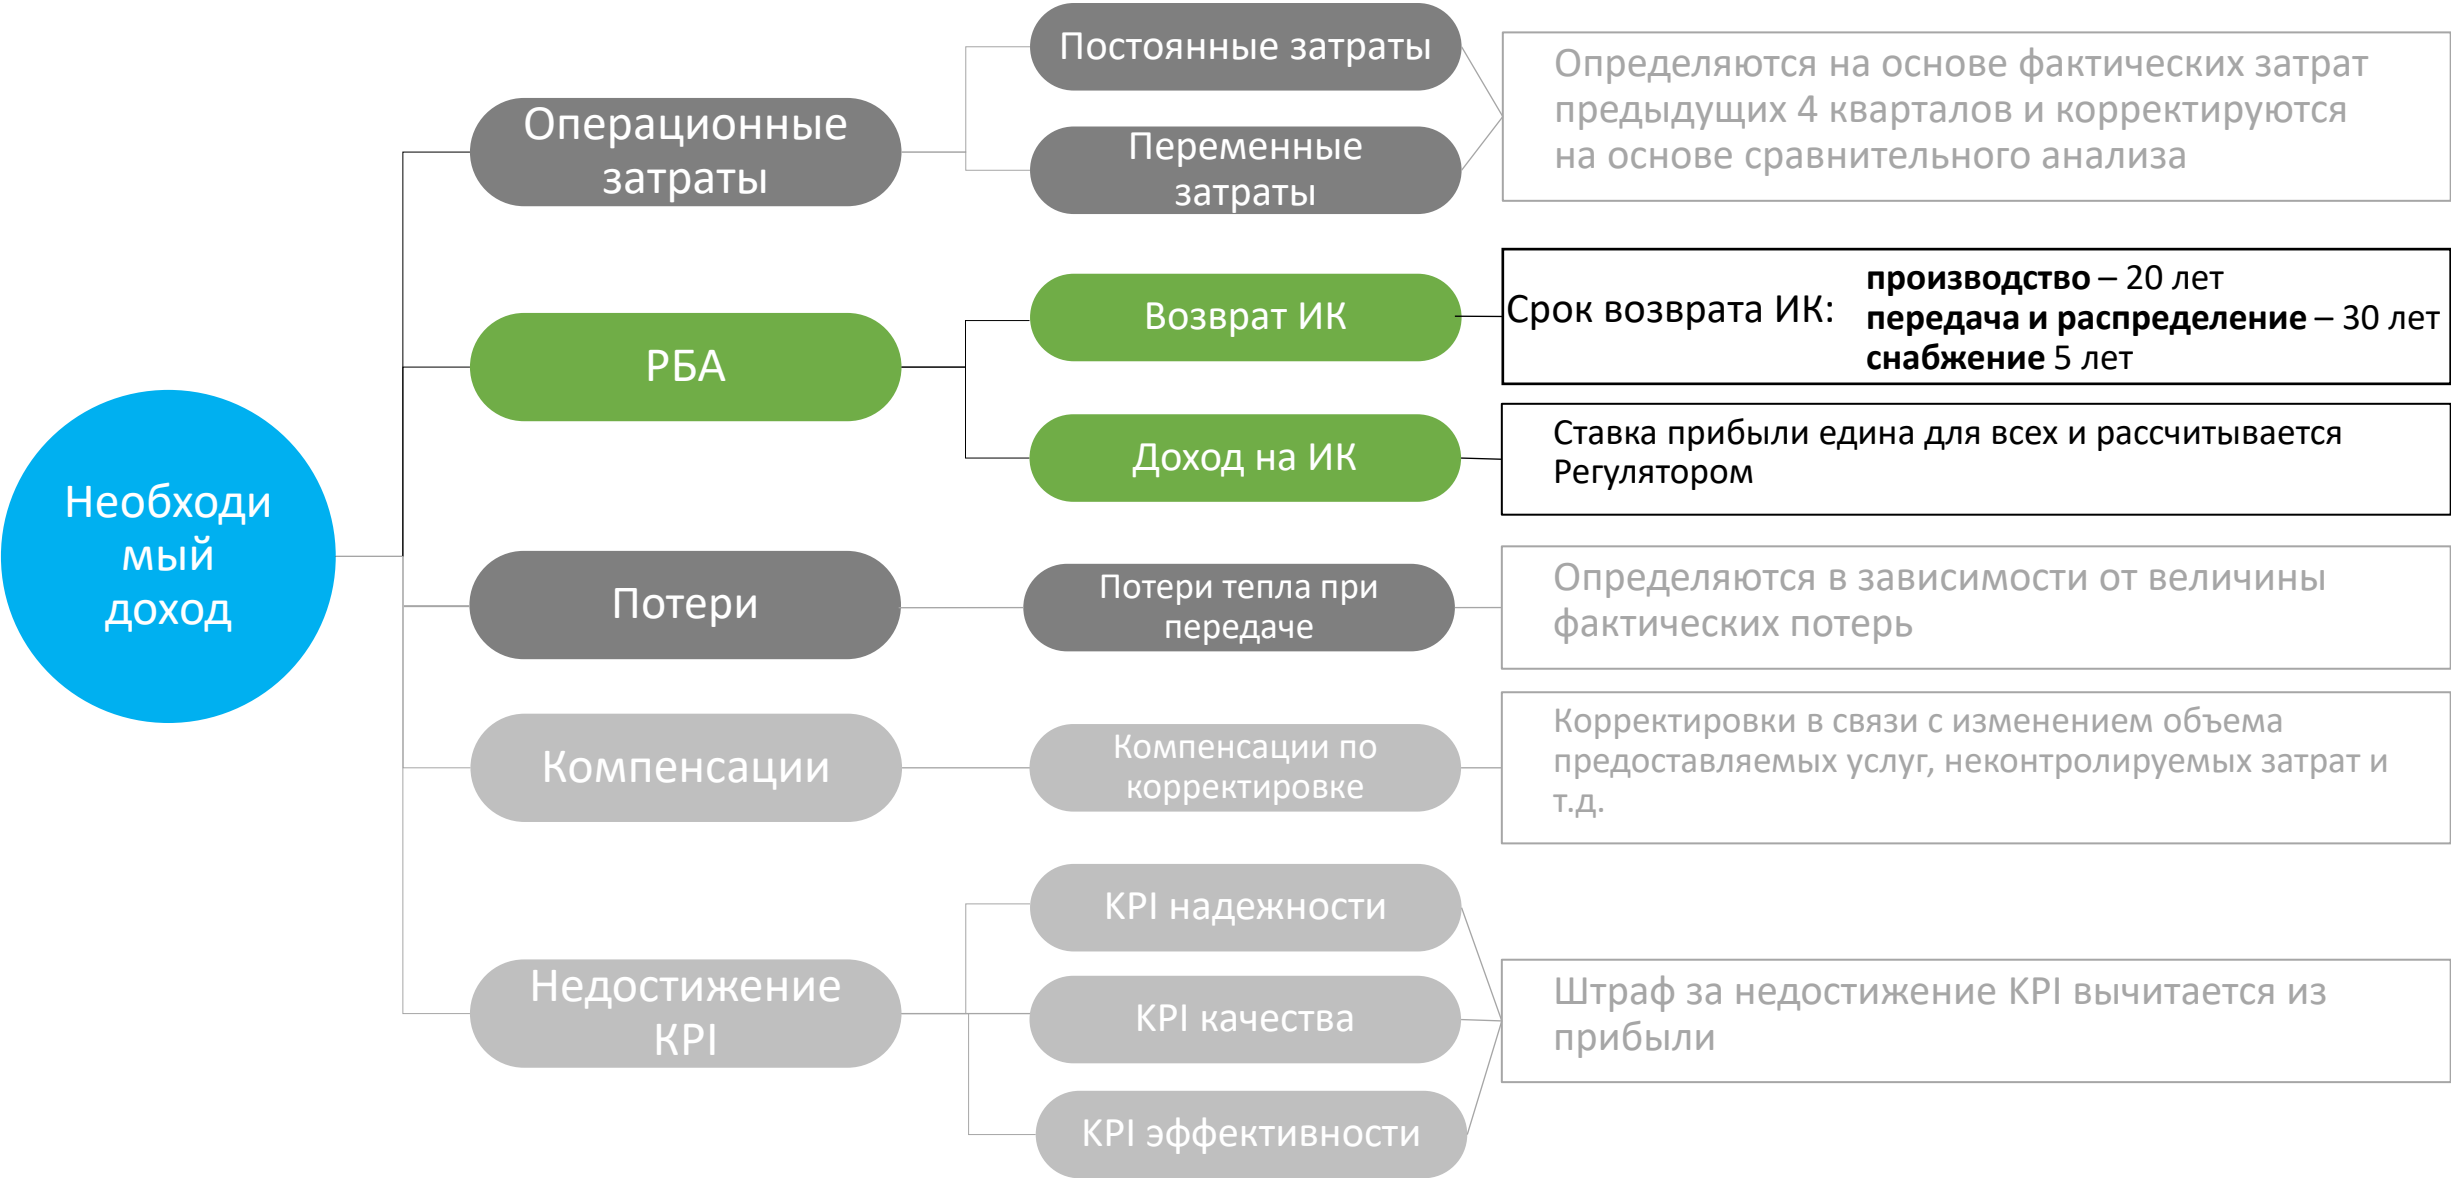 Необходи
мый
доход
Операционные
затраты
Постоянные затраты
Переменные
затраты
Определяются на основе фактических затрат
предыдущих 4 кварталов и корректируются
на основе сравнительного анализа
РБА
Возврат ИК
Срок возврата ИК:
производство – 20 лет
передача и распределение – 30 лет
снабжение 5 лет
Доход на ИК
Ставка прибыли едина для всех и рассчитывается
Регулятором
Потери
Потери тепла при
передаче
Определяются в зависимости от величины
фактических потерь
Компенсации
Компенсации по
корректировке
Корректировки в связи с изменением объема
предоставляемых услуг, неконтролируемых затрат и
т.д.
Недостижение
KPI
KPI надежности
KPI качества
KPI эффективности
Штраф за недостижение KPI вычитается из
прибыли